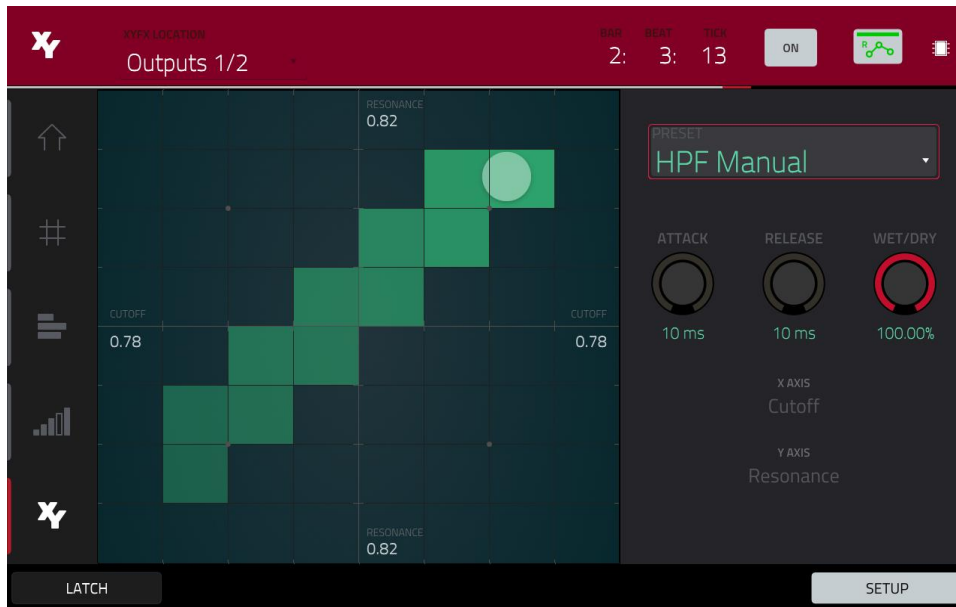 XY
XYFX LOCATION
Outputs 1/2
BAR BEAT TICK
2: 3: 13
ON
R
RESONANCE
0.82
PRESET
HPF Manual
ATTACK RELEASE WET/DRY
10 ms 10 ms 100.00%
CUTOFF CUTOFF
0.78 0.78
X AXIS
Cutoff
Y AXIS
Resonance
XY
RESONANCE
0.82
LATCH SETUP